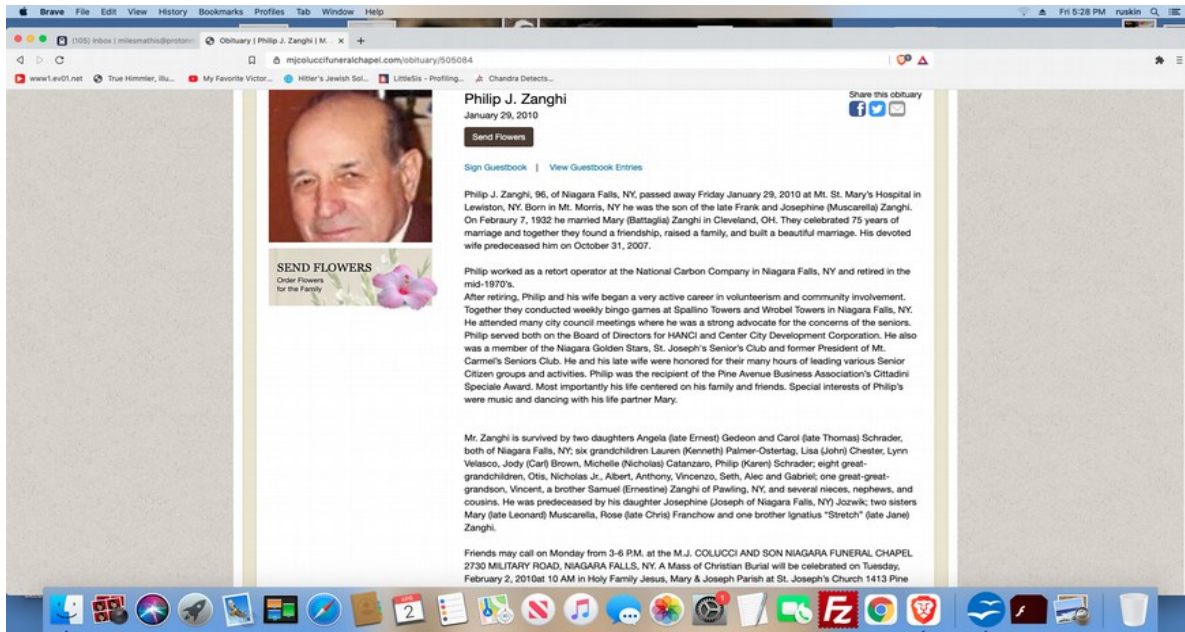 Brave File Edit View History Bookmarks Profiles Tab Window Help
Fri 5:28 PM ruskin
(105) Inbox | milesmathis@protonm
Obituary | Philip J. Zanghi | M...
mjcoluccifuneralchapel.com/obituary/505084
www1.ev01.net True Himmler, illu... My Favorite Victor... Hitler's Jewish Sol... LittleSis - Profiling... Chandra Detects...
Philip J. Zanghi
January 29, 2010
Share this obituary
Send Flowers
Sign Guestbook | View Guestbook Entries
Philip J. Zanghi, 96, of Niagara Falls, NY, passed away Friday January 29, 2010 at Mt. St. Mary's Hospital in
Lewiston, NY. Born in Mt. Morris, NY he was the son of the late Frank and Josephine (Muscarella) Zanghi.
On Febraury 7, 1932 he married Mary (Battaglia) Zanghi in Cleveland, OH. They celebrated 75 years of
marriage and together they found a friendship, raised a family, and built a beautiful marriage. His devoted
wife predeceased him on October 31, 2007.
SEND FLOWERS
Order Flowers
for the Family
Philip worked as a retort operator at the National Carbon Company in Niagara Falls, NY and retired in the
mid-1970's.
After retiring, Philip and his wife began a very active career in volunteerism and community involvement.
Together they conducted weekly bingo games at Spallino Towers and Wrobel Towers in Niagara Falls, NY.
He attended many city council meetings where he was a strong advocate for the concerns of the seniors.
Philip served both on the Board of Directors for HANCI and Center City Development Corporation. He also
was a member of the Niagara Golden Stars, St. Joseph's Senior's Club and former President of Mt.
Carmel's Seniors Club. He and his late wife were honored for their many hours of leading various Senior
Citizen groups and activities. Philip was the recipient of the Pine Avenue Business Association's Cittadini
Speciale Award. Most importantly his life centered on his family and friends. Special interests of Philip's
were music and dancing with his life partner Mary.
Mr. Zanghi is survived by two daughters Angela (late Ernest) Gedeon and Carol (late Thomas) Schrader,
both of Niagara Falls, NY; six grandchildren Lauren (Kenneth) Palmer-Ostertag, Lisa (John) Chester, Lynn
Velasco, Jody (Carl) Brown, Michelle (Nicholas) Catanzaro, Philip (Karen) Schrader; eight great-
grandchildren, Otis, Nicholas Jr., Albert, Anthony, Vincenzo, Seth, Alec and Gabriel; one great-great-
grandson, Vincent, a brother Samuel (Ernestine) Zanghi of Pawling, NY, and several nieces, nephews, and
cousins. He was predeceased by his daughter Josephine (Joseph of Niagara Falls, NY) Jozwik; two sisters
Mary (late Leonard) Muscarella, Rose (late Chris) Franchow and one brother Ignatius "Stretch" (late Jane)
Zanghi.
Friends may call on Monday from 3-6 P.M. at the M.J. COLUCCI AND SON NIAGARA FUNERAL CHAPEL
2730 MILITARY ROAD, NIAGARA FALLS, NY. A Mass of Christian Burial will be celebrated on Tuesday,
February 2, 2010at 10 AM in Holy Family Jesus, Mary & Joseph Parish at St. Joseph's Church 1413 Pine
APR
2
1